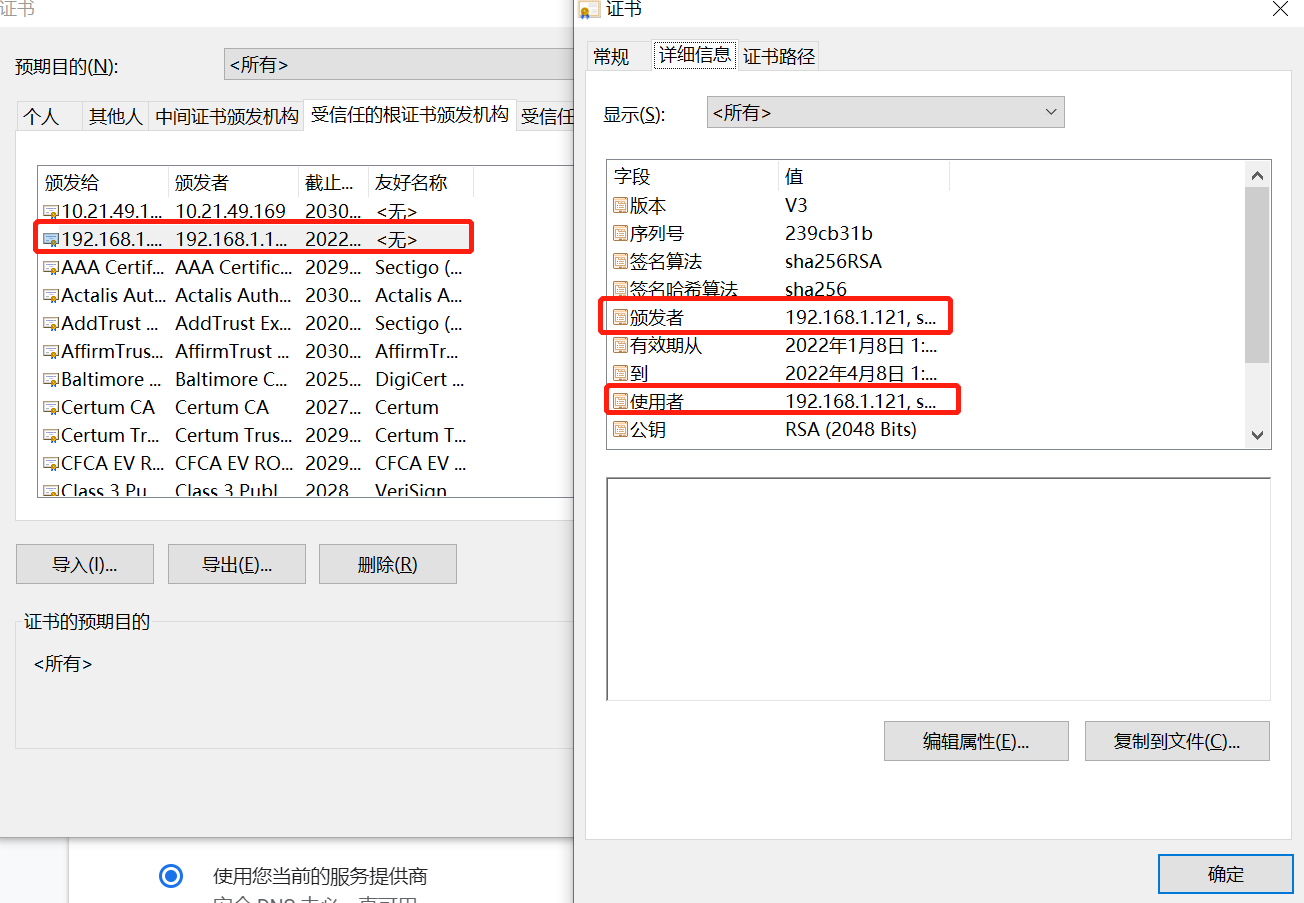 证书
预期目的(N):
<所有>
个人
其他人
中间证书颁发机构
受信任的根证书颁发机构
受信任
颁发给 颁发者 截止... 友好名称
10.21.49.1... 10.21.49.169 2030... <无>
192.168.1.... 192.168.1.1... 2022... <无>
AAA Certif... AAA Certific... 2029... Sectigo (...
Actalis Aut... Actalis Auth... 2030... Actalis A...
AddTrust ... AddTrust Ex... 2020... Sectigo (...
AffirmTrus... AffirmTrust ... 2030... AffirmTr...
Baltimore ... Baltimore C... 2025... DigiCert ...
Certum CA Certum CA 2027... Certum
Certum Tr... Certum Trus... 2029... Certum T...
CFCA EV R... CFCA EV RO... 2029... CFCA EV ...
Class 3 Pu Class 3 Publ 2028 VeriSign
导入(I)...
导出(E)...
删除(R)
证书的预期目的
<所有>
使用您当前的服务提供商
证书
常规
详细信息
证书路径
显示(S):
<所有>
字段 值
版本 V3
序列号 239cb31b
签名算法 sha256RSA
签名哈希算法 sha256
颁发者 192.168.1.121, s...
有效期从 2022年1月8日 1:...
到 2022年4月8日 1:...
使用者 192.168.1.121, s...
公钥 RSA (2048 Bits)
编辑属性(E)...
复制到文件(C)...
确定